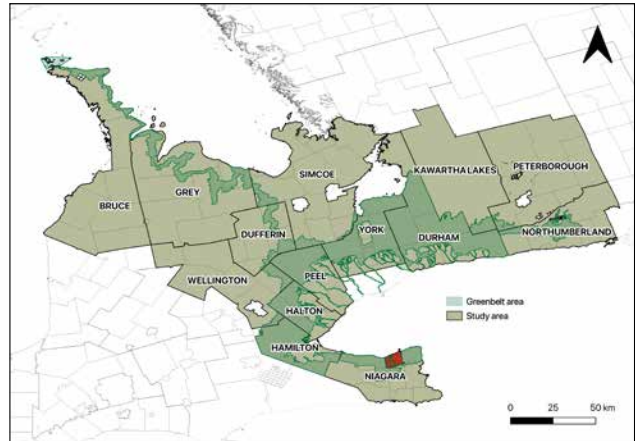 SIMCOE
KAWARTHA LAKES
PETERBOROUGH
BRUCE
GREY
DUFFERIN
YORK
DURHAM
NORTHUMBERLAND
WELLINGTON
PEEL
HALTON
HAMILTON
NIAGARA
Greenbelt area
Study area
0 25 50 km